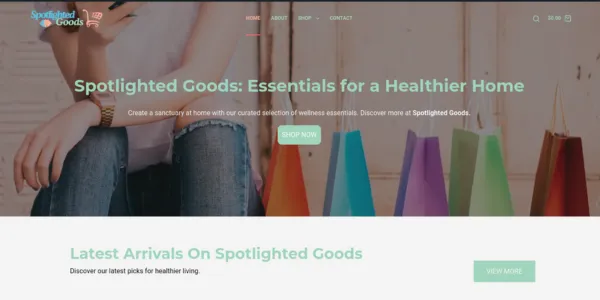 Spotlighted
Goods
HOME ABOUT SHOP CONTACT
$0.00
Spotlighted Goods: Essentials for a Healthier Home
Create a sanctuary at home with our curated selection of wellness essentials. Discover more at Spotlighted Goods.
SHOP NOW
Latest Arrivals On Spotlighted Goods
Discover our latest picks for healthier living.
VIEW MORE